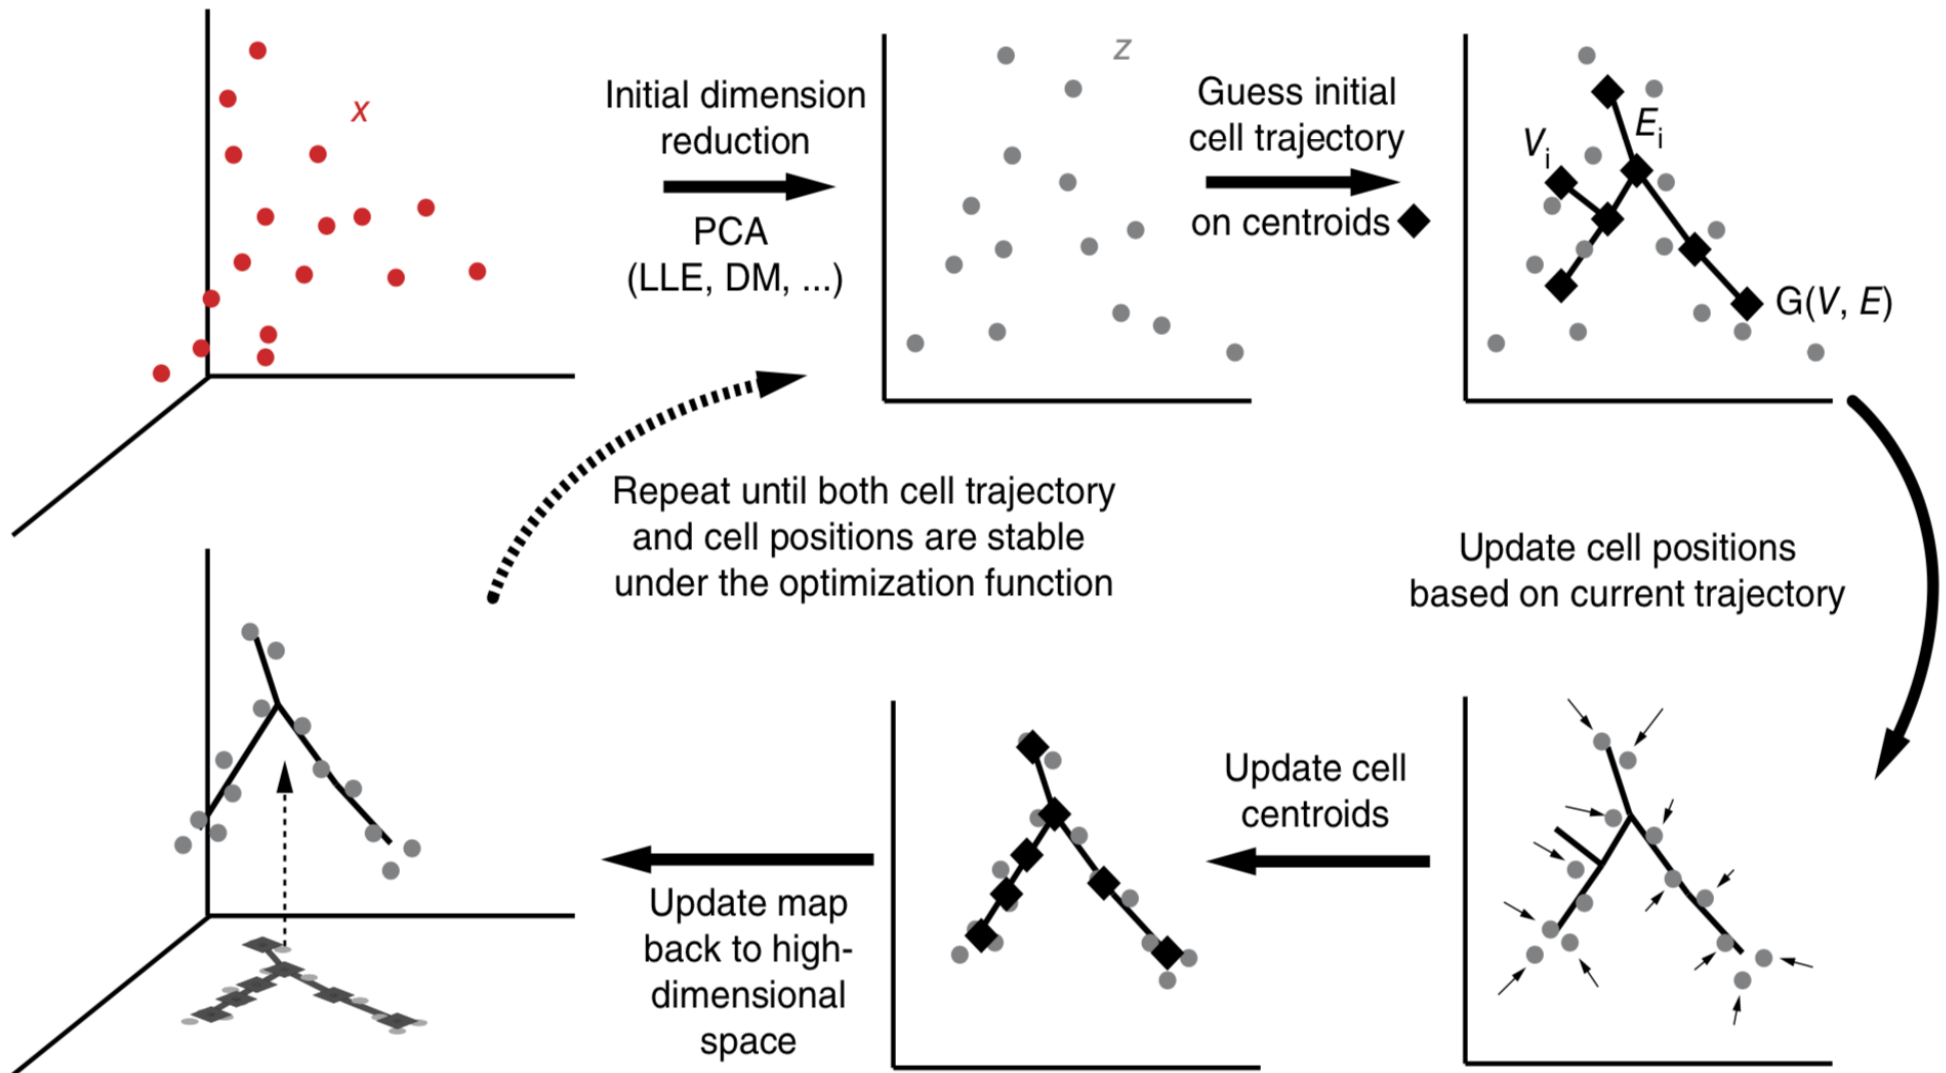 x
Initial dimension
reduction
PCA
(LLE, DM, ...)
z
Guess initial
cell trajectory
on centroids
Vi
Ei
G(V, E)
Repeat until both cell trajectory
and cell positions are stable
under the optimization function
Update cell positions
based on current trajectory
Update cell
centroids
Update map
back to high-
dimensional
space